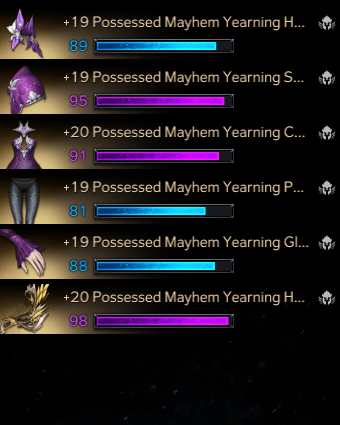 +19 Possessed Mayhem Yearning H...
89
+19 Possessed Mayhem Yearning S...
95
+20 Possessed Mayhem Yearning C...
91
+19 Possessed Mayhem Yearning P...
81
+19 Possessed Mayhem Yearning Gl...
88
+20 Possessed Mayhem Yearning H...
98